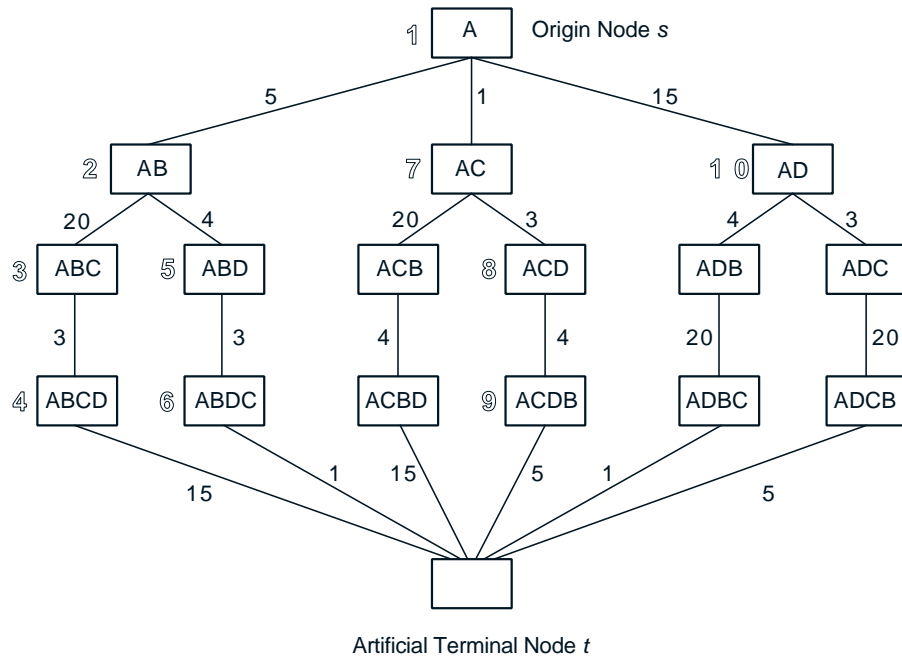 1 A Origin Node s
5 1 15
2 AB 7 AC 1 0 AD
20 4 20 3 4 3
3 ABC 5 ABD ACB 8 ACD ADB ADC
3 3 4 4 20 20
4 ABCD 6 ABDC ACBD 9 ACDB ADBC ADCB
15 1 15 5 1 5
Artificial Terminal Node t